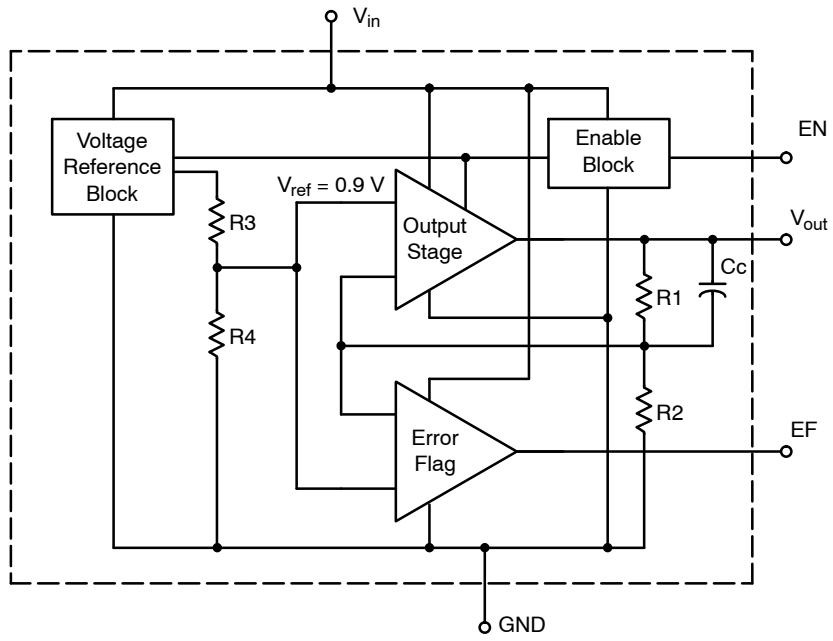 Vin
Voltage
Reference
Block
Enable
Block
EN
Vref = 0.9 V
R3
Output
Stage
Vout
Cc
R1
R4
R2
Error
Flag
EF
GND